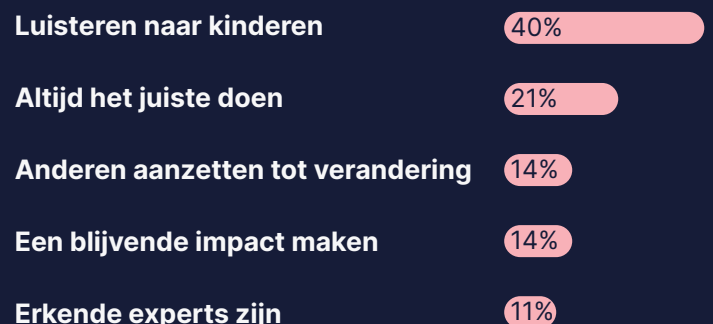 Luisteren naar kinderen 40%
Altijd het juiste doen 21%
Anderen aanzetten tot verandering 14%
Een blijvende impact maken 14%
Erkende experts zijn 11%